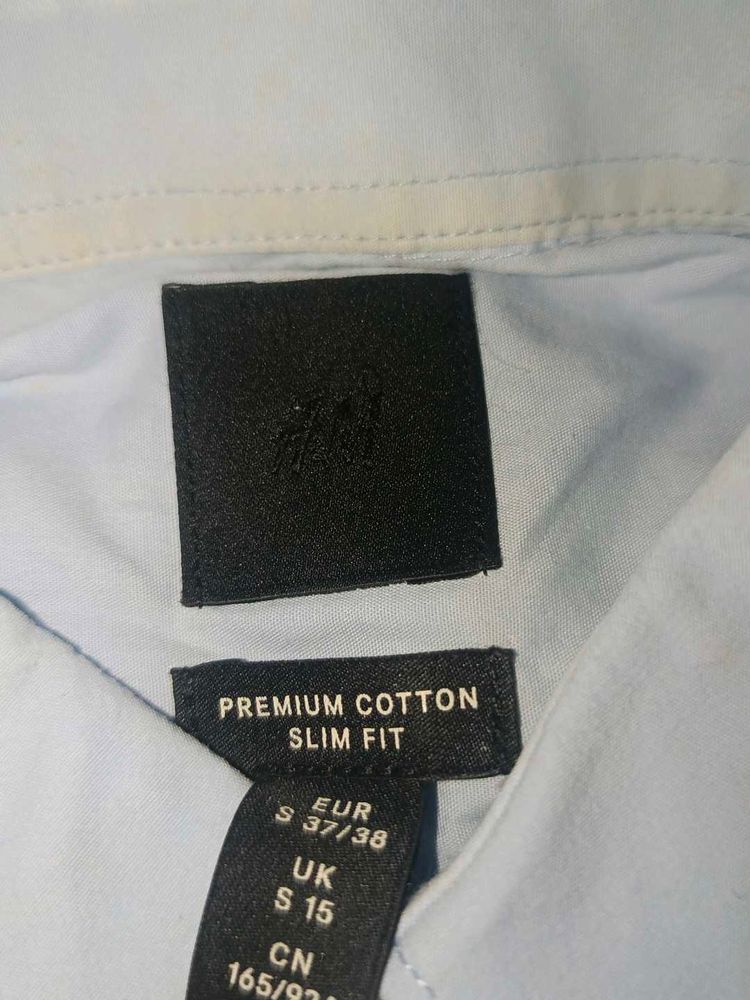 H&M
PREMIUM COTTON
SLIM FIT
EUR
S 37/38
UK
S 15
CN